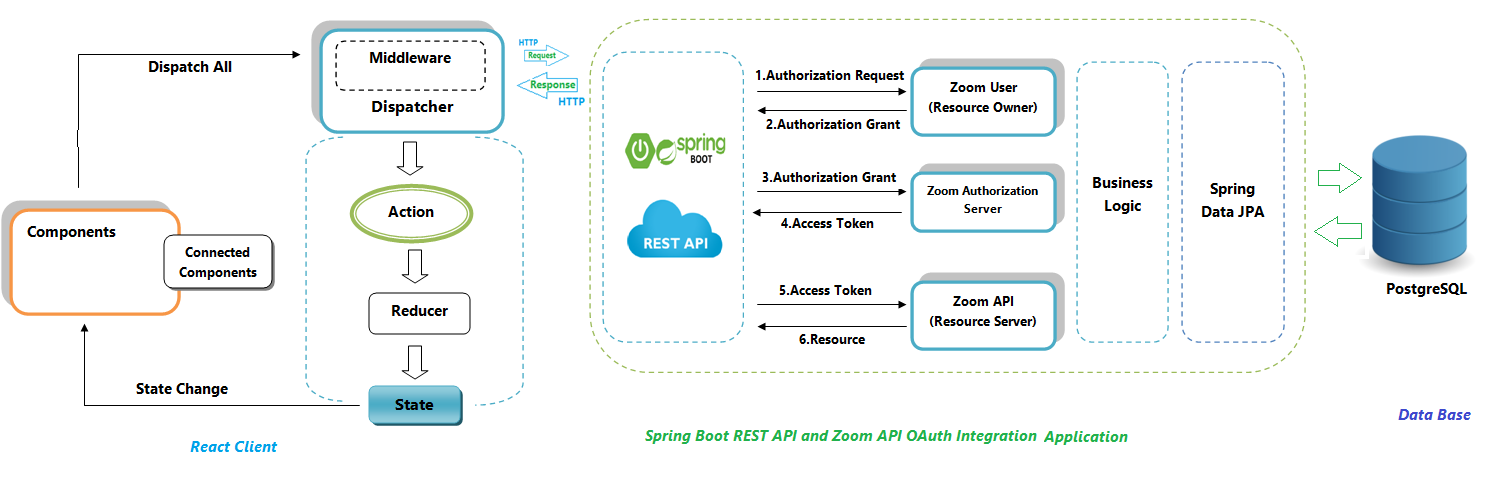 Dispatch All
Middleware
Dispatcher
HTTP
Request
Response
HTTP
Action
Components
Connected
Components
Reducer
State Change
State
React Client
spring
BOOT
REST API
1.Authorization Request
2.Authorization Grant
Zoom User
(Resource Owner)
3.Authorization Grant
4.Access Token
Zoom Authorization
Server
5.Access Token
6.Resource
Zoom API
(Resource Server)
Business
Logic
Spring
Data JPA
Spring Boot REST API and Zoom API OAuth Integration Application
PostgreSQL
Data Base